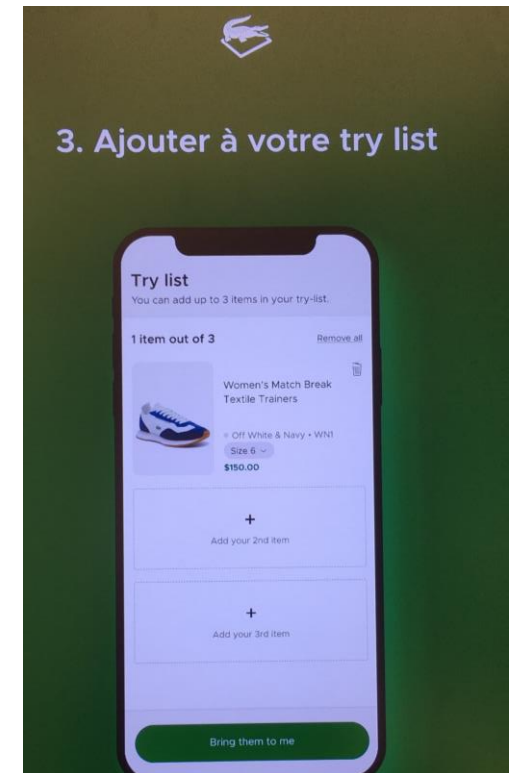 3. Ajouter à votre try list
Try list
You can add up to 3 items in your try-list.
1 item out of 3 Remove all
Women's Match Break
Textile Trainers
Off White & Navy • WN1
Size 6
$150.00
+
Add your 2nd item
+
Add your 3rd item
Bring them to me